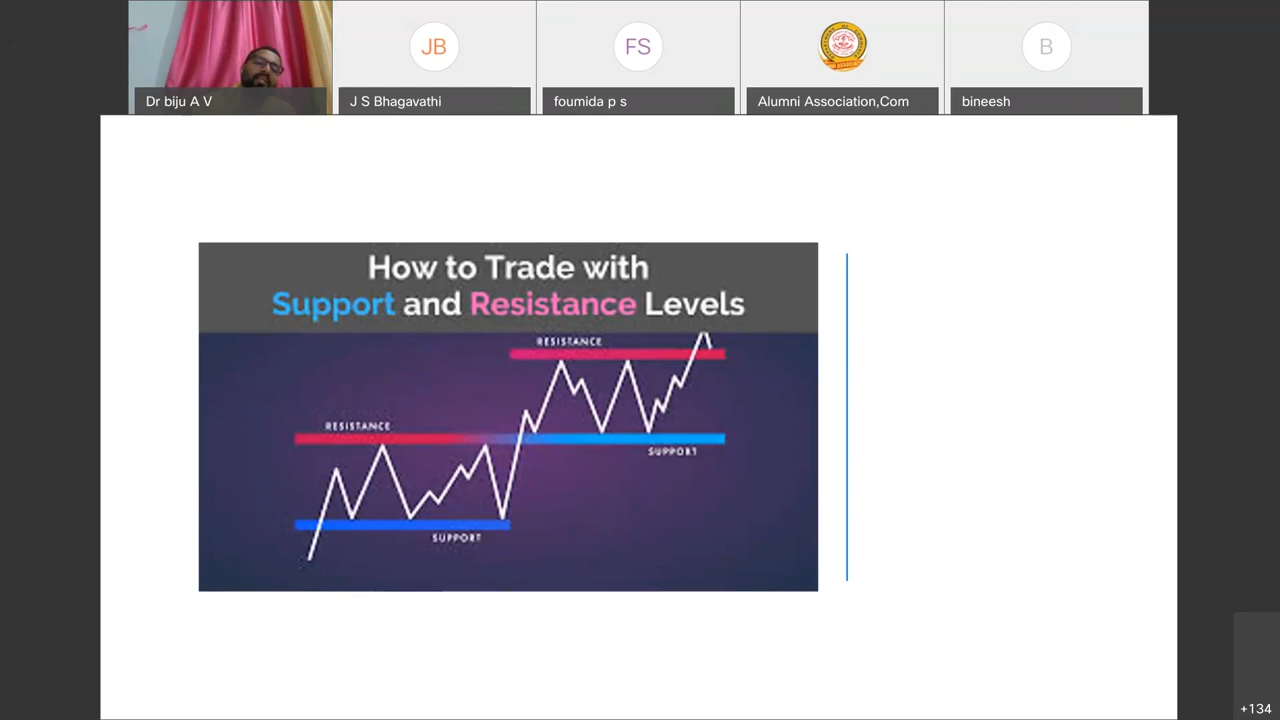 JB
FS
B
Dr biju A V
J S Bhagavathi
foumida p s
Alumni Association,Com
bineesh
How to Trade with
Support and Resistance Levels
RESISTANCE
RESISTANCE
SUPPORT
SUPPORT
+134